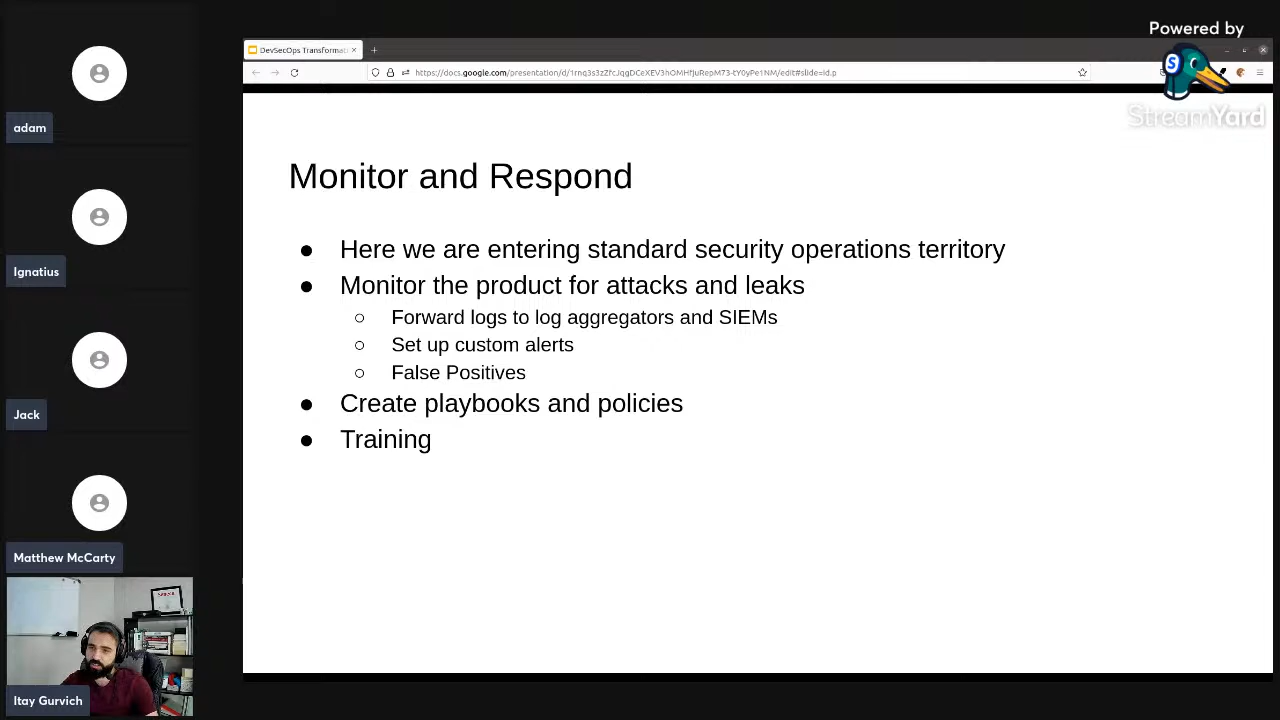 Powered by
StreamYard
DevSecOps Transformati
adam
Ignatius
Jack
Matthew McCarty
Itay Gurvich
Monitor and Respond
● Here we are entering standard security operations territory
● Monitor the product for attacks and leaks
○ Forward logs to log aggregators and SIEMs
○ Set up custom alerts
○ False Positives
● Create playbooks and policies
● Training